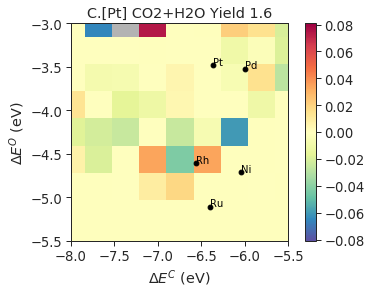 C.[Pt] CO2+H2O Yield 1.6
−3.0
−3.5
−4.0
−4.5
−5.0
−5.5
ΔE^O (eV)
Pt
Pd
Rh
Ni
Ru
−8.0 −7.5 −7.0 −6.5 −6.0 −5.5
ΔE^C (eV)
0.08
0.06
0.04
0.02
0.00
−0.02
−0.04
−0.06
−0.08